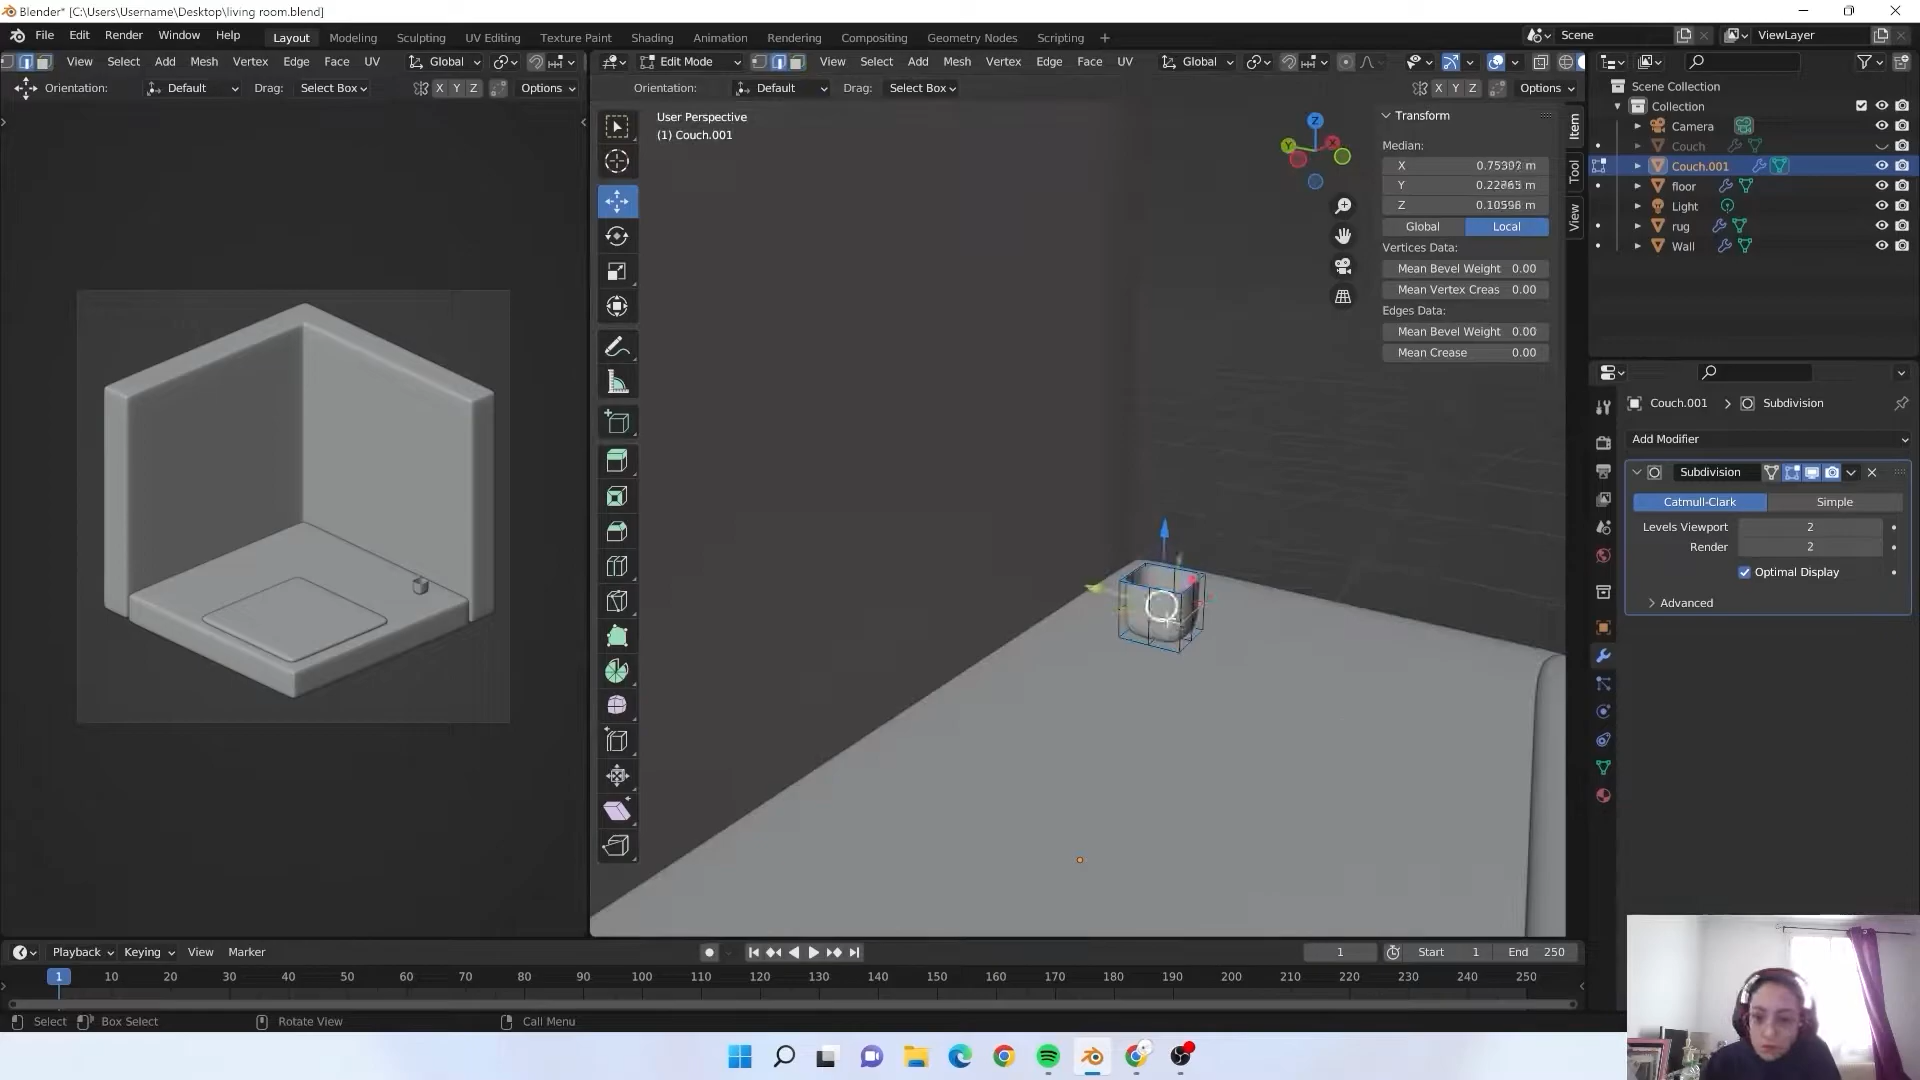 Blender* [C:\Users\Username\Desktop\living room.blend]
File Edit Render Window Help
Layout Modeling Sculpting UV Editing Texture Paint Shading Animation Rendering Compositing Geometry Nodes Scripting +
Scene ViewLayer
View Select Add Mesh Vertex Edge Face UV Global
Edit Mode View Select Add Mesh Vertex Edge Face UV Global
Orientation: Default Drag: Select Box X Y Z Options
Orientation: Default Drag: Select Box X Y Z Options
User Perspective
(1) Couch.001
Z
Y
X
Transform
Median:
X
Y
Z
Global Local
Vertices Data:
Mean Bevel Weight 0.00
Mean Vertex Creas 0.00
Edges Data:
Mean Bevel Weight 0.00
Mean Crease 0.00
Item
Tool
View
Scene Collection
Collection
Camera
Couch
Couch.001
floor
Light
rug
Wall
Couch.001 > Subdivision
Add Modifier
Subdivision
Catmull-Clark Simple
Levels Viewport 2
Render 2
Optimal Display
Advanced
Playback Keying View Marker
1 Start 1 End 250
1 10 20 30 40 50 60 70 80 90 100 110 120 130 140 150 160 170 180 190 200 210 220 230 240 250
Select Box Select Rotate View Call Menu